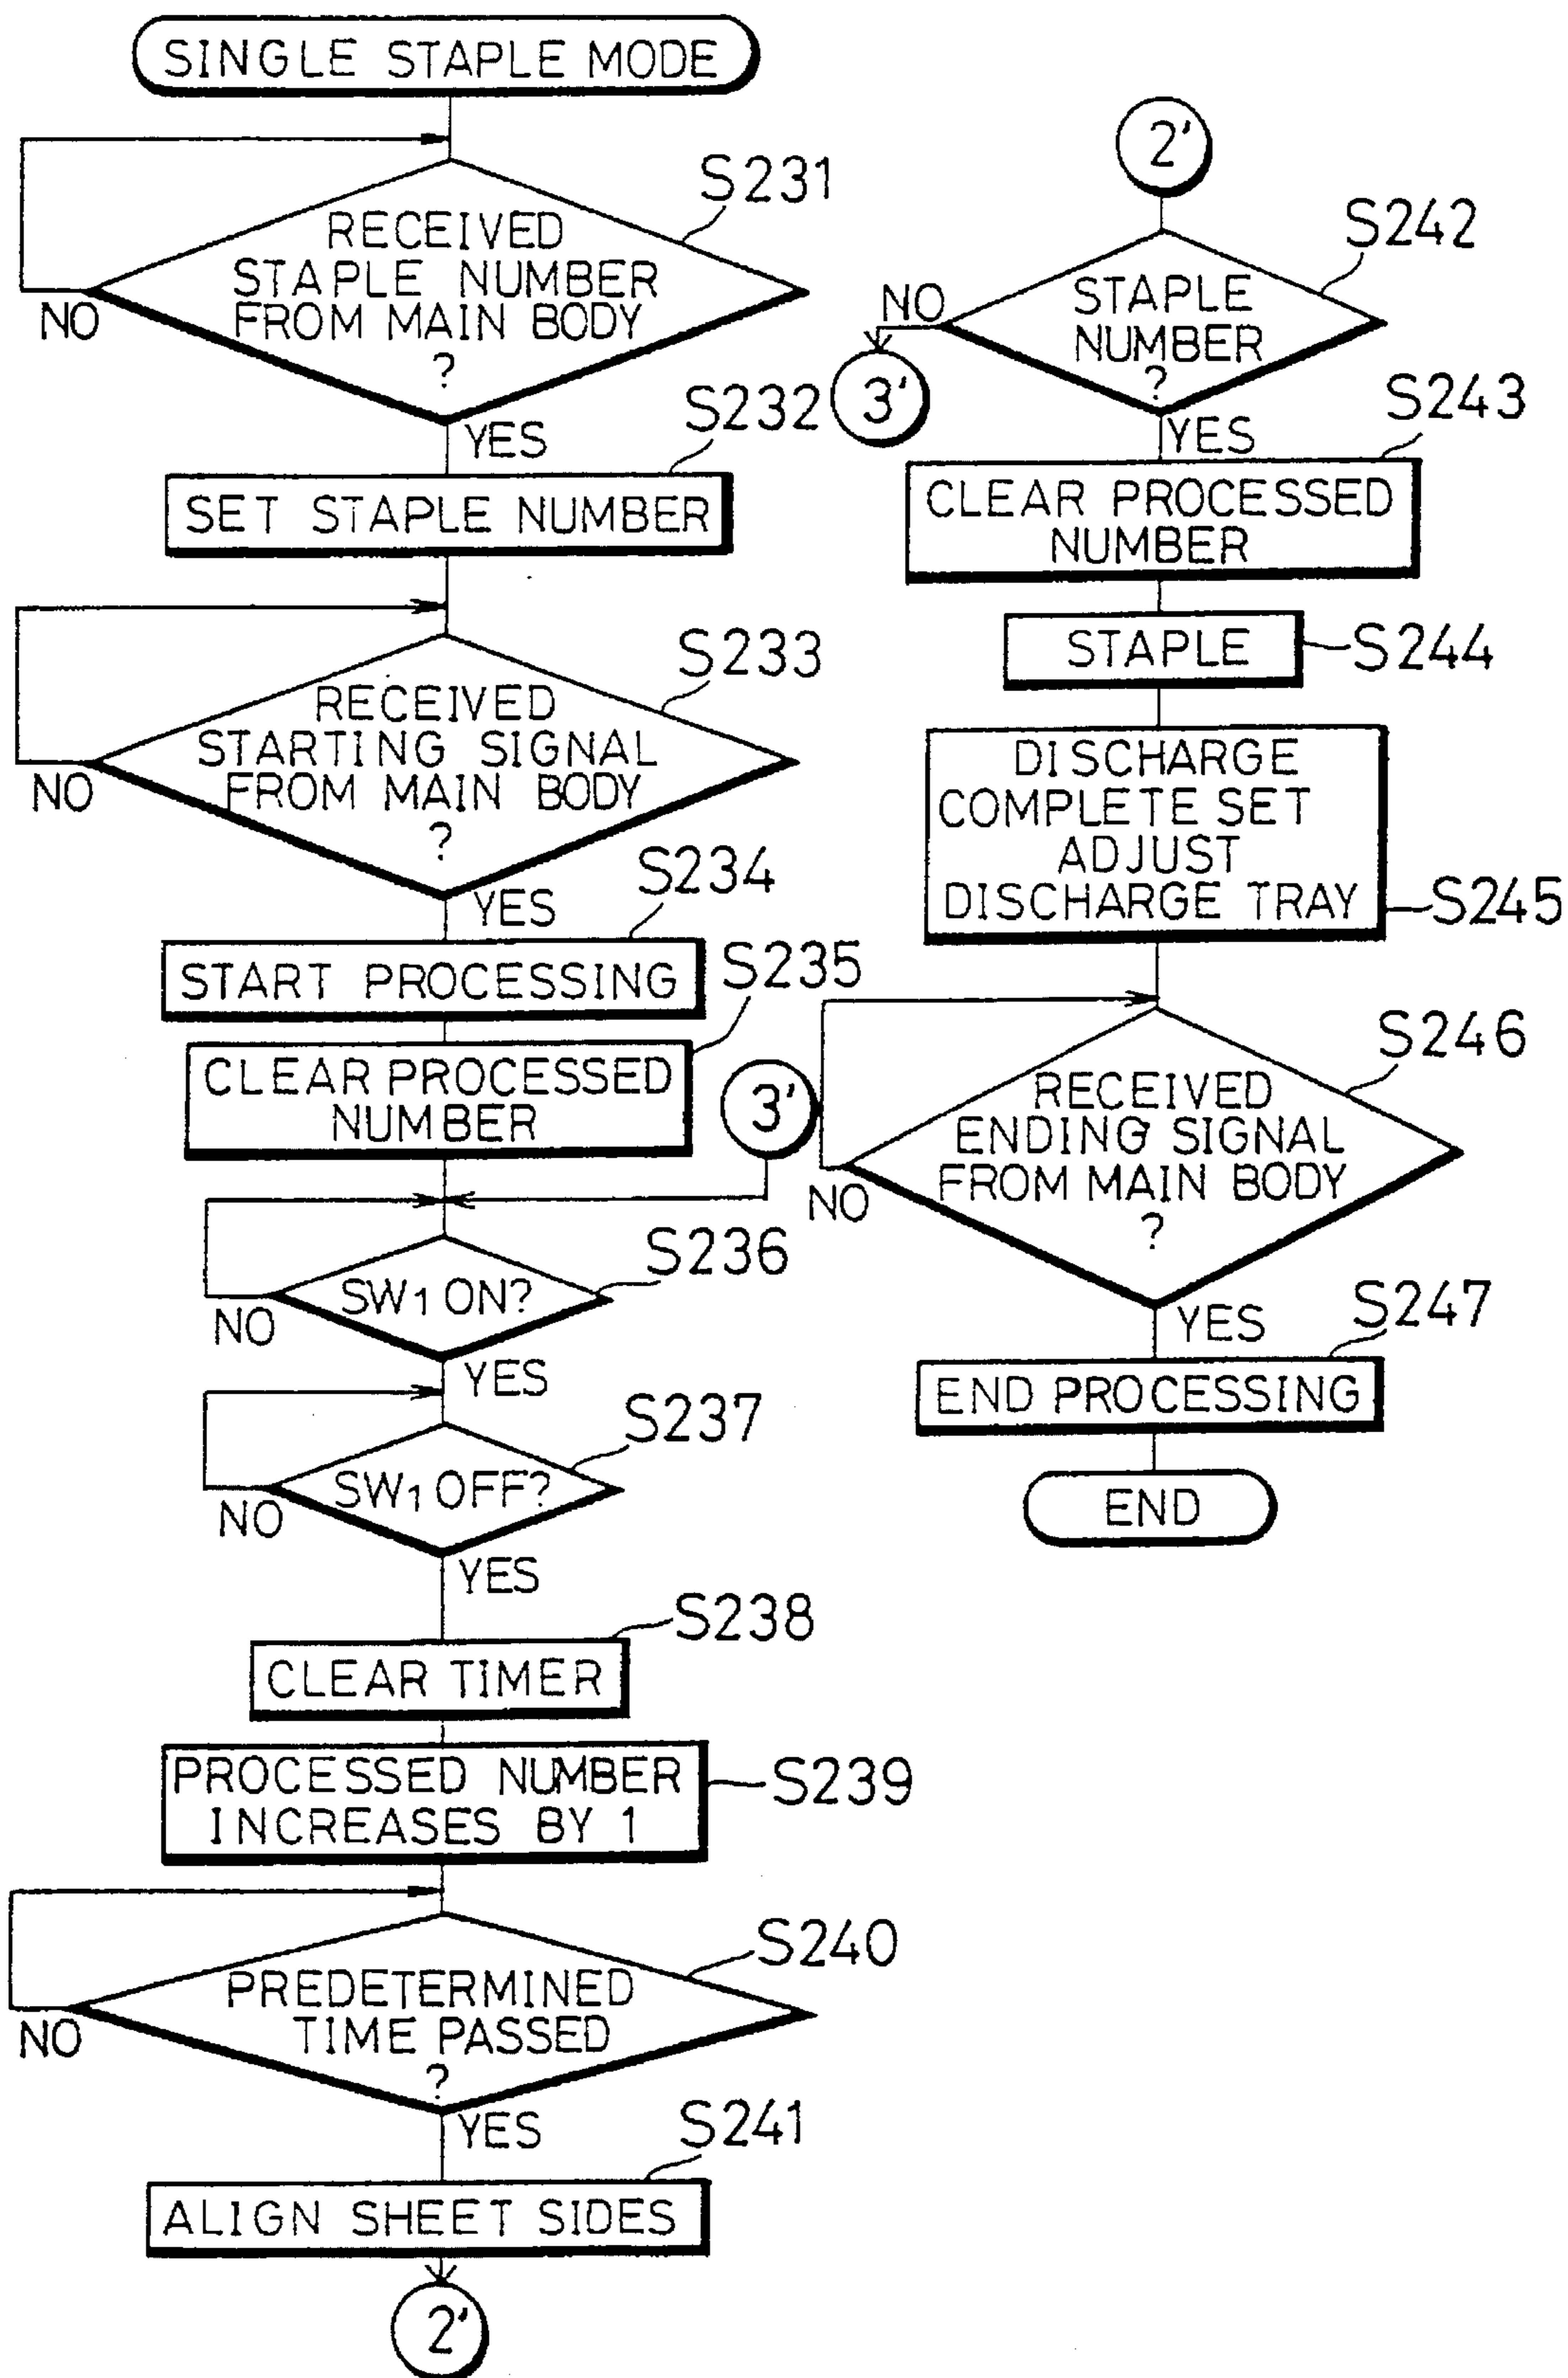 SINGLE STAPLE MODE
S231
RECEIVED
STAPLE NUMBER
FROM MAIN BODY
?
NO
YES
S232
SET STAPLE NUMBER
S233
RECEIVED
STARTING SIGNAL
FROM MAIN BODY
?
NO
YES
S234
START PROCESSING
S235
CLEAR PROCESSED
NUMBER
3'
S236
SW1 ON?
NO
YES
S237
SW1 OFF?
NO
YES
S238
CLEAR TIMER
PROCESSED NUMBER
INCREASES BY 1
S239
S240
PREDETERMINED
TIME PASSED
?
NO
YES
S241
ALIGN SHEET SIDES
2'
2'
S242
STAPLE
NUMBER
?
NO
3'
YES
S243
CLEAR PROCESSED
NUMBER
STAPLE
S244
DISCHARGE
COMPLETE SET
ADJUST
DISCHARGE TRAY
S245
S246
RECEIVED
ENDING SIGNAL
FROM MAIN BODY
?
NO
YES
S247
END PROCESSING
END